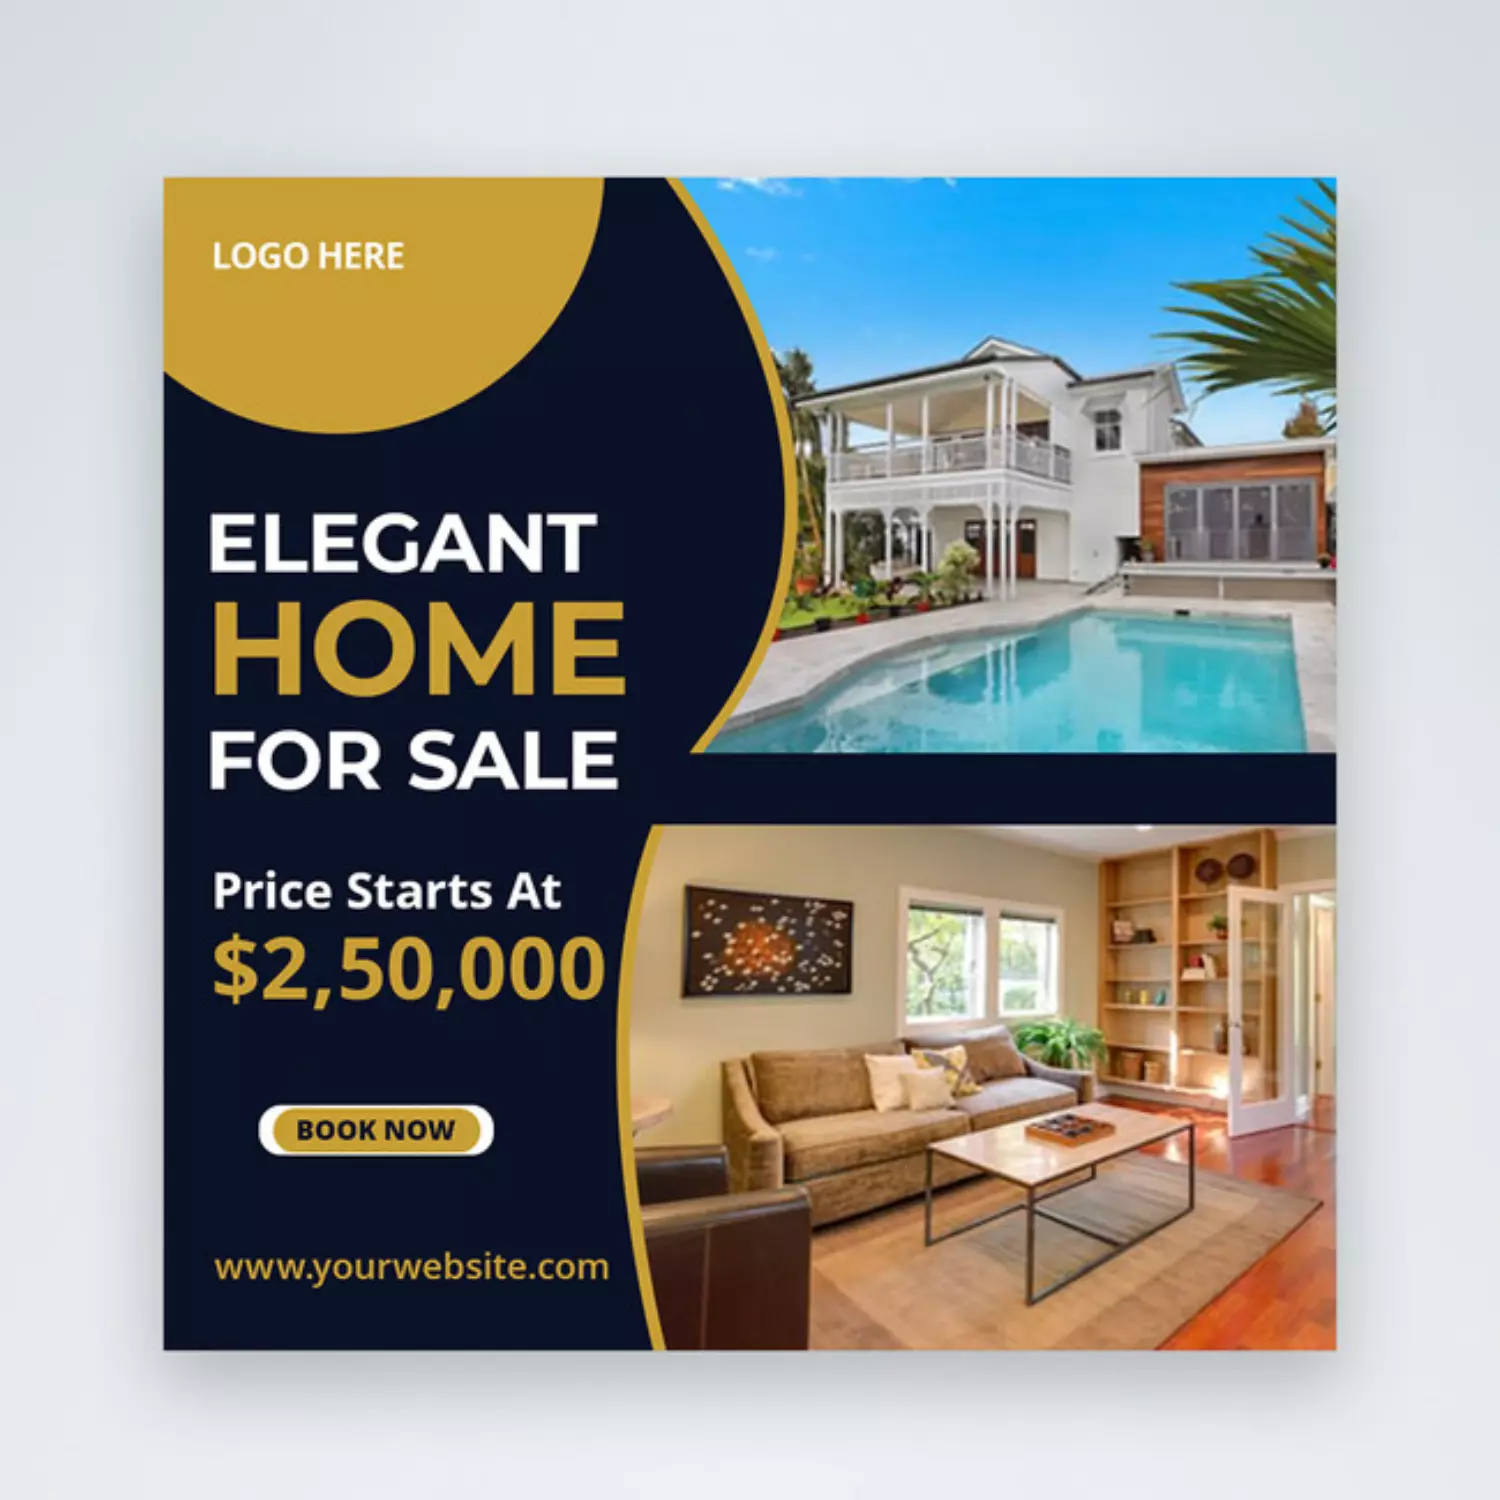 LOGO HERE
ELEGANT
HOME
FOR SALE
Price Starts At
$2,50,000
BOOK NOW
www.yourwebsite.com